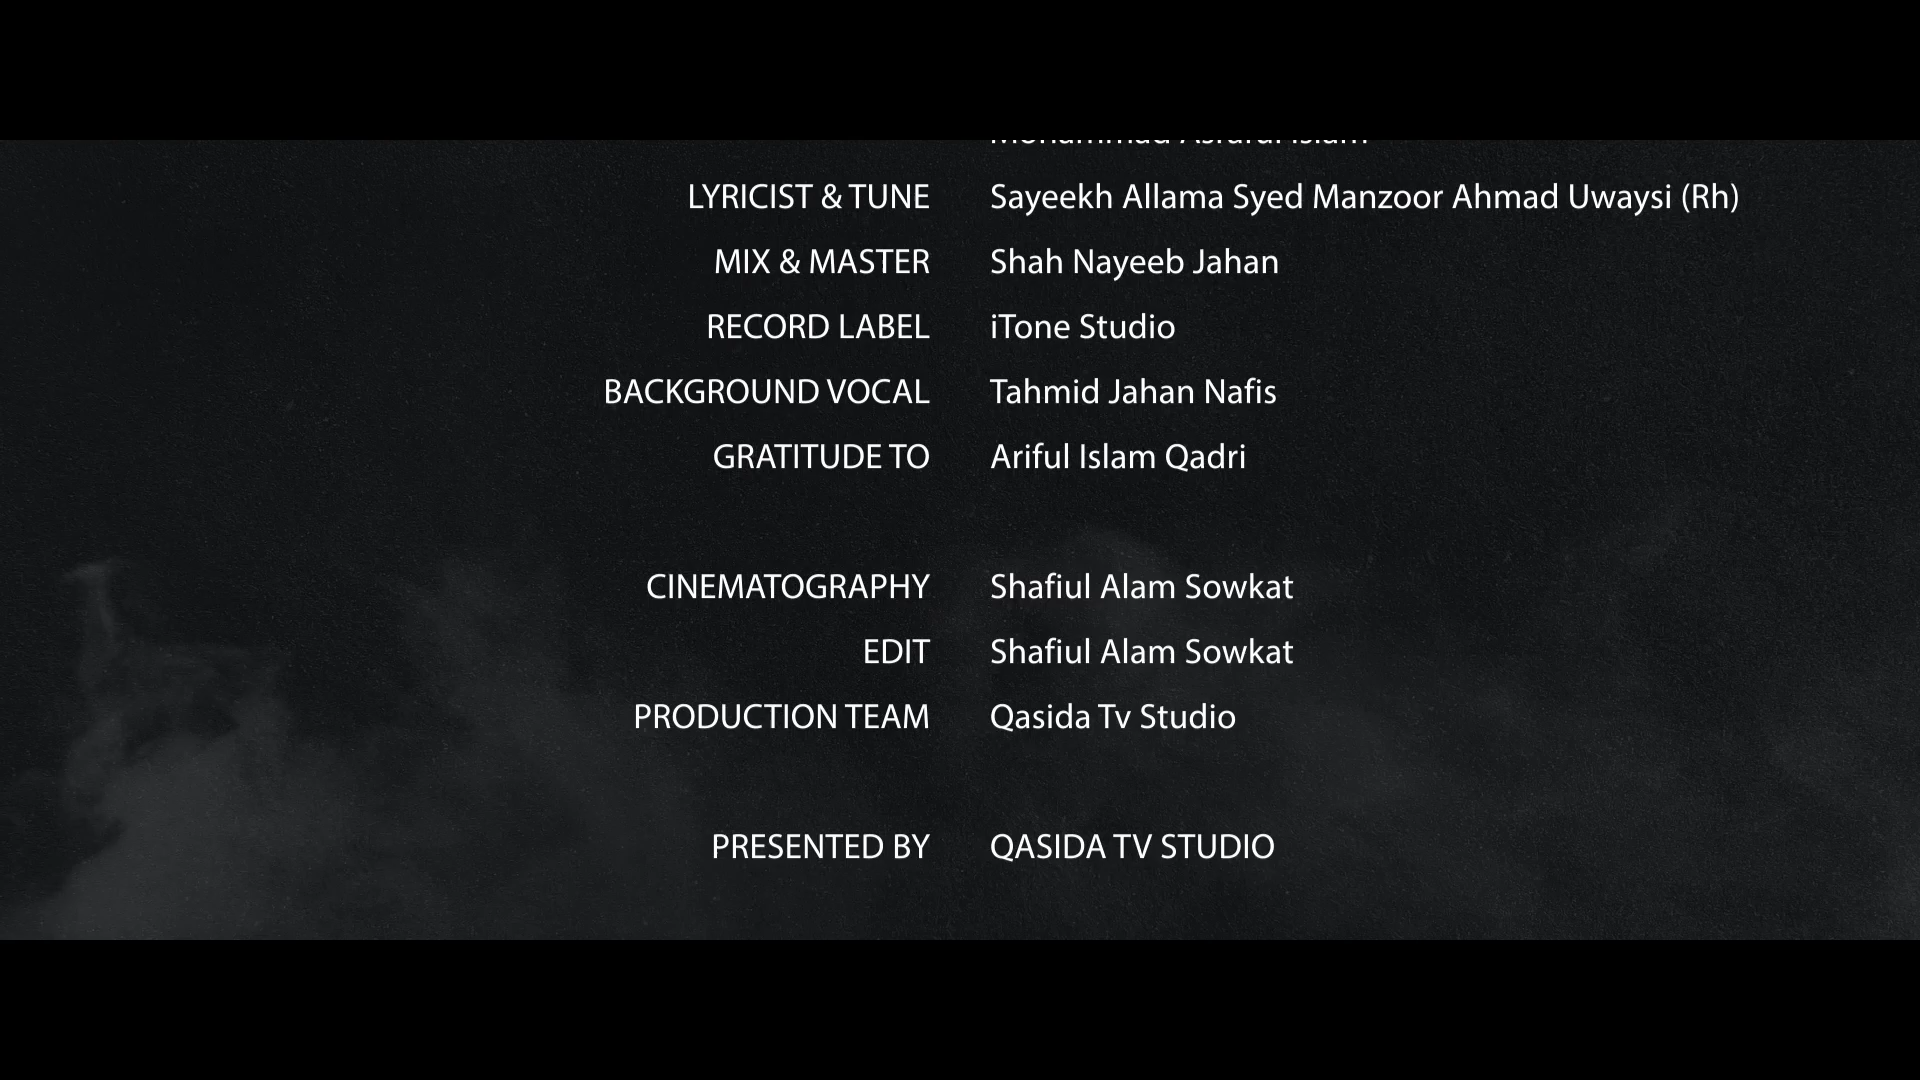 LYRICIST & TUNE Sayeekh Allama Syed Manzoor Ahmad Uwaysi (Rh)
MIX & MASTER Shah Nayeeb Jahan
RECORD LABEL iTone Studio
BACKGROUND VOCAL Tahmid Jahan Nafis
GRATITUDE TO Ariful Islam Qadri
CINEMATOGRAPHY Shafiul Alam Sowkat
EDIT Shafiul Alam Sowkat
PRODUCTION TEAM Qasida Tv Studio
PRESENTED BY QASIDA TV STUDIO